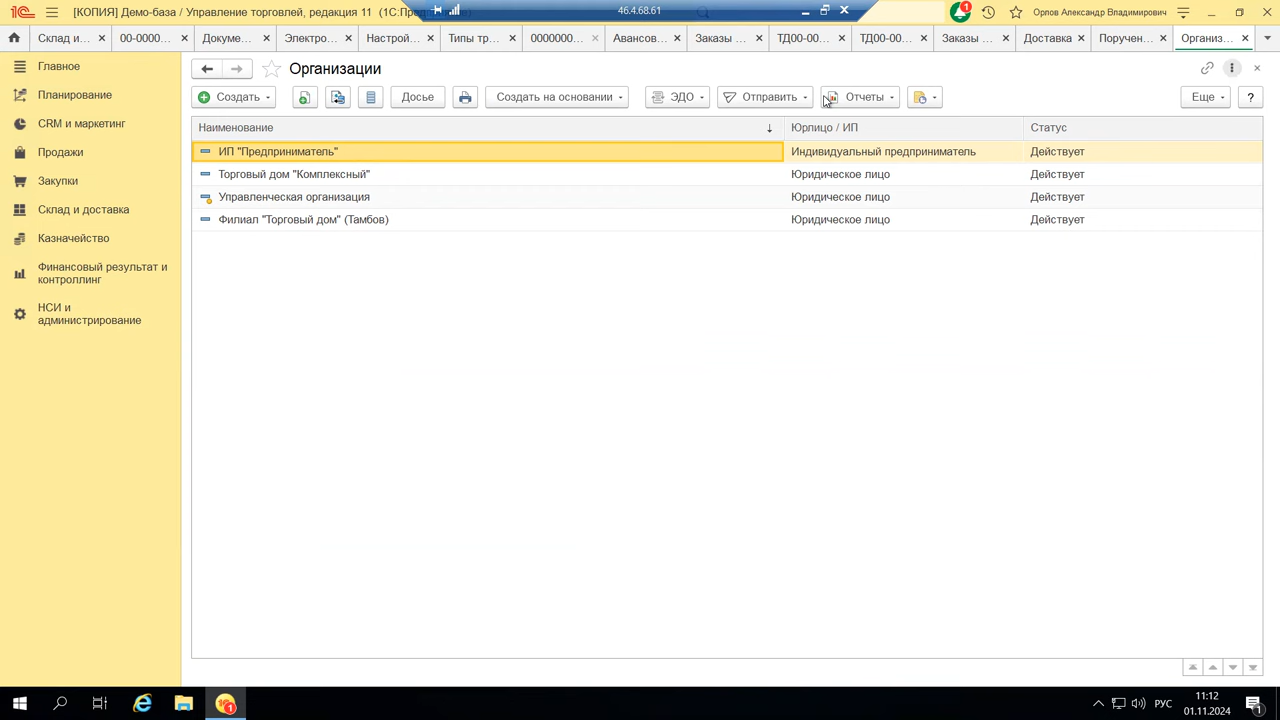 [КОПИЯ] Демо-база / Управление торговлей, редакция 11 (1С:Пред
46.4.68.61
Орлов Александр Владимирович
Склад и...
00-0000...
Докуме...
Электро...
Настрой...
Типы тр...
0000000...
Авансов...
Заказы ...
ТД00-00...
ТД00-00...
Заказы ...
Доставка
Поручен...
Организ...
Главное
Планирование
CRM и маркетинг
Продажи
Закупки
Склад и доставка
Казначейство
Финансовый результат и
контроллинг
НСИ и
администрирование
Организации
Создать
Досье
Создать на основании
ЭДО
Отправить
Отчеты
Еще
?
Наименование
Юрлицо / ИП
Статус
ИП "Предприниматель"
Индивидуальный предприниматель
Действует
Торговый дом "Комплексный"
Юридическое лицо
Действует
Управленческая организация
Юридическое лицо
Действует
Филиал "Торговый дом" (Тамбов)
Юридическое лицо
Действует
РУС
11:12
01.11.2024